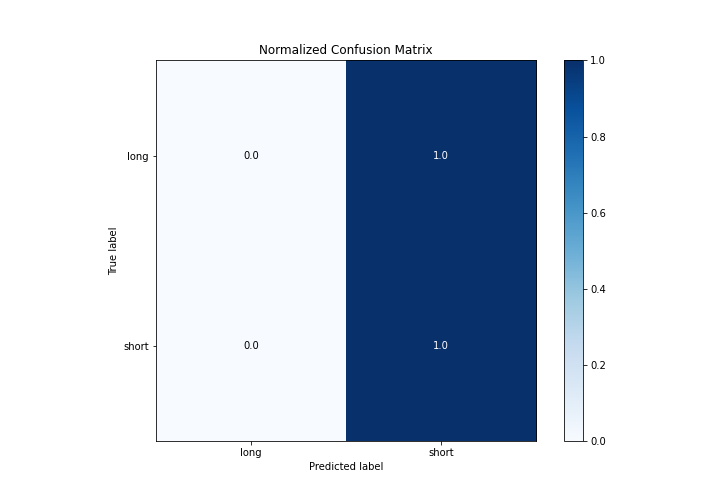 Normalized Confusion Matrix
True label
long
short
0.0
1.0
0.0
1.0
long
short
Predicted label
1.0
0.8
0.6
0.4
0.2
0.0